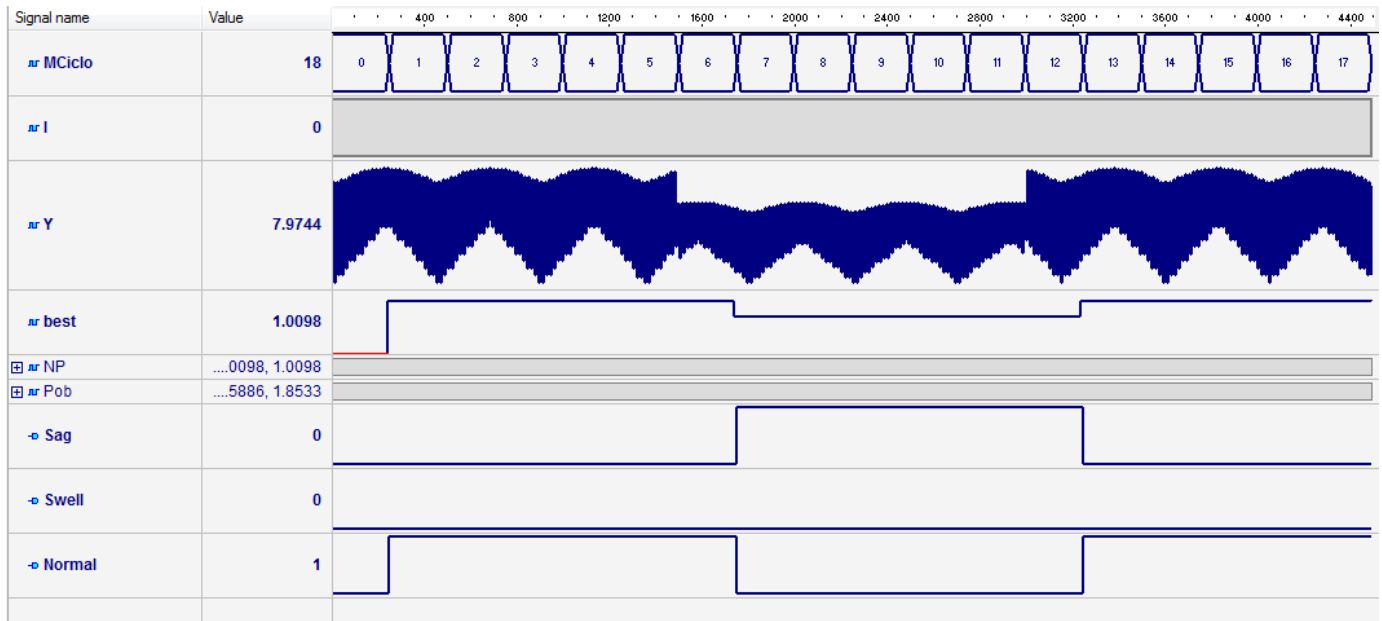 Signal name Value 400 800 1200 1600 2000 2400 2800 3200 3600 4000 4400
MCiclo 18 0 1 2 3 4 5 6 7 8 9 10 11 12 13 14 15 16 17
I 0
Y 7.9744
best 1.0098
NP ....0098, 1.0098
Pob ....5886, 1.8533
Sag 0
Swell 0
Normal 1